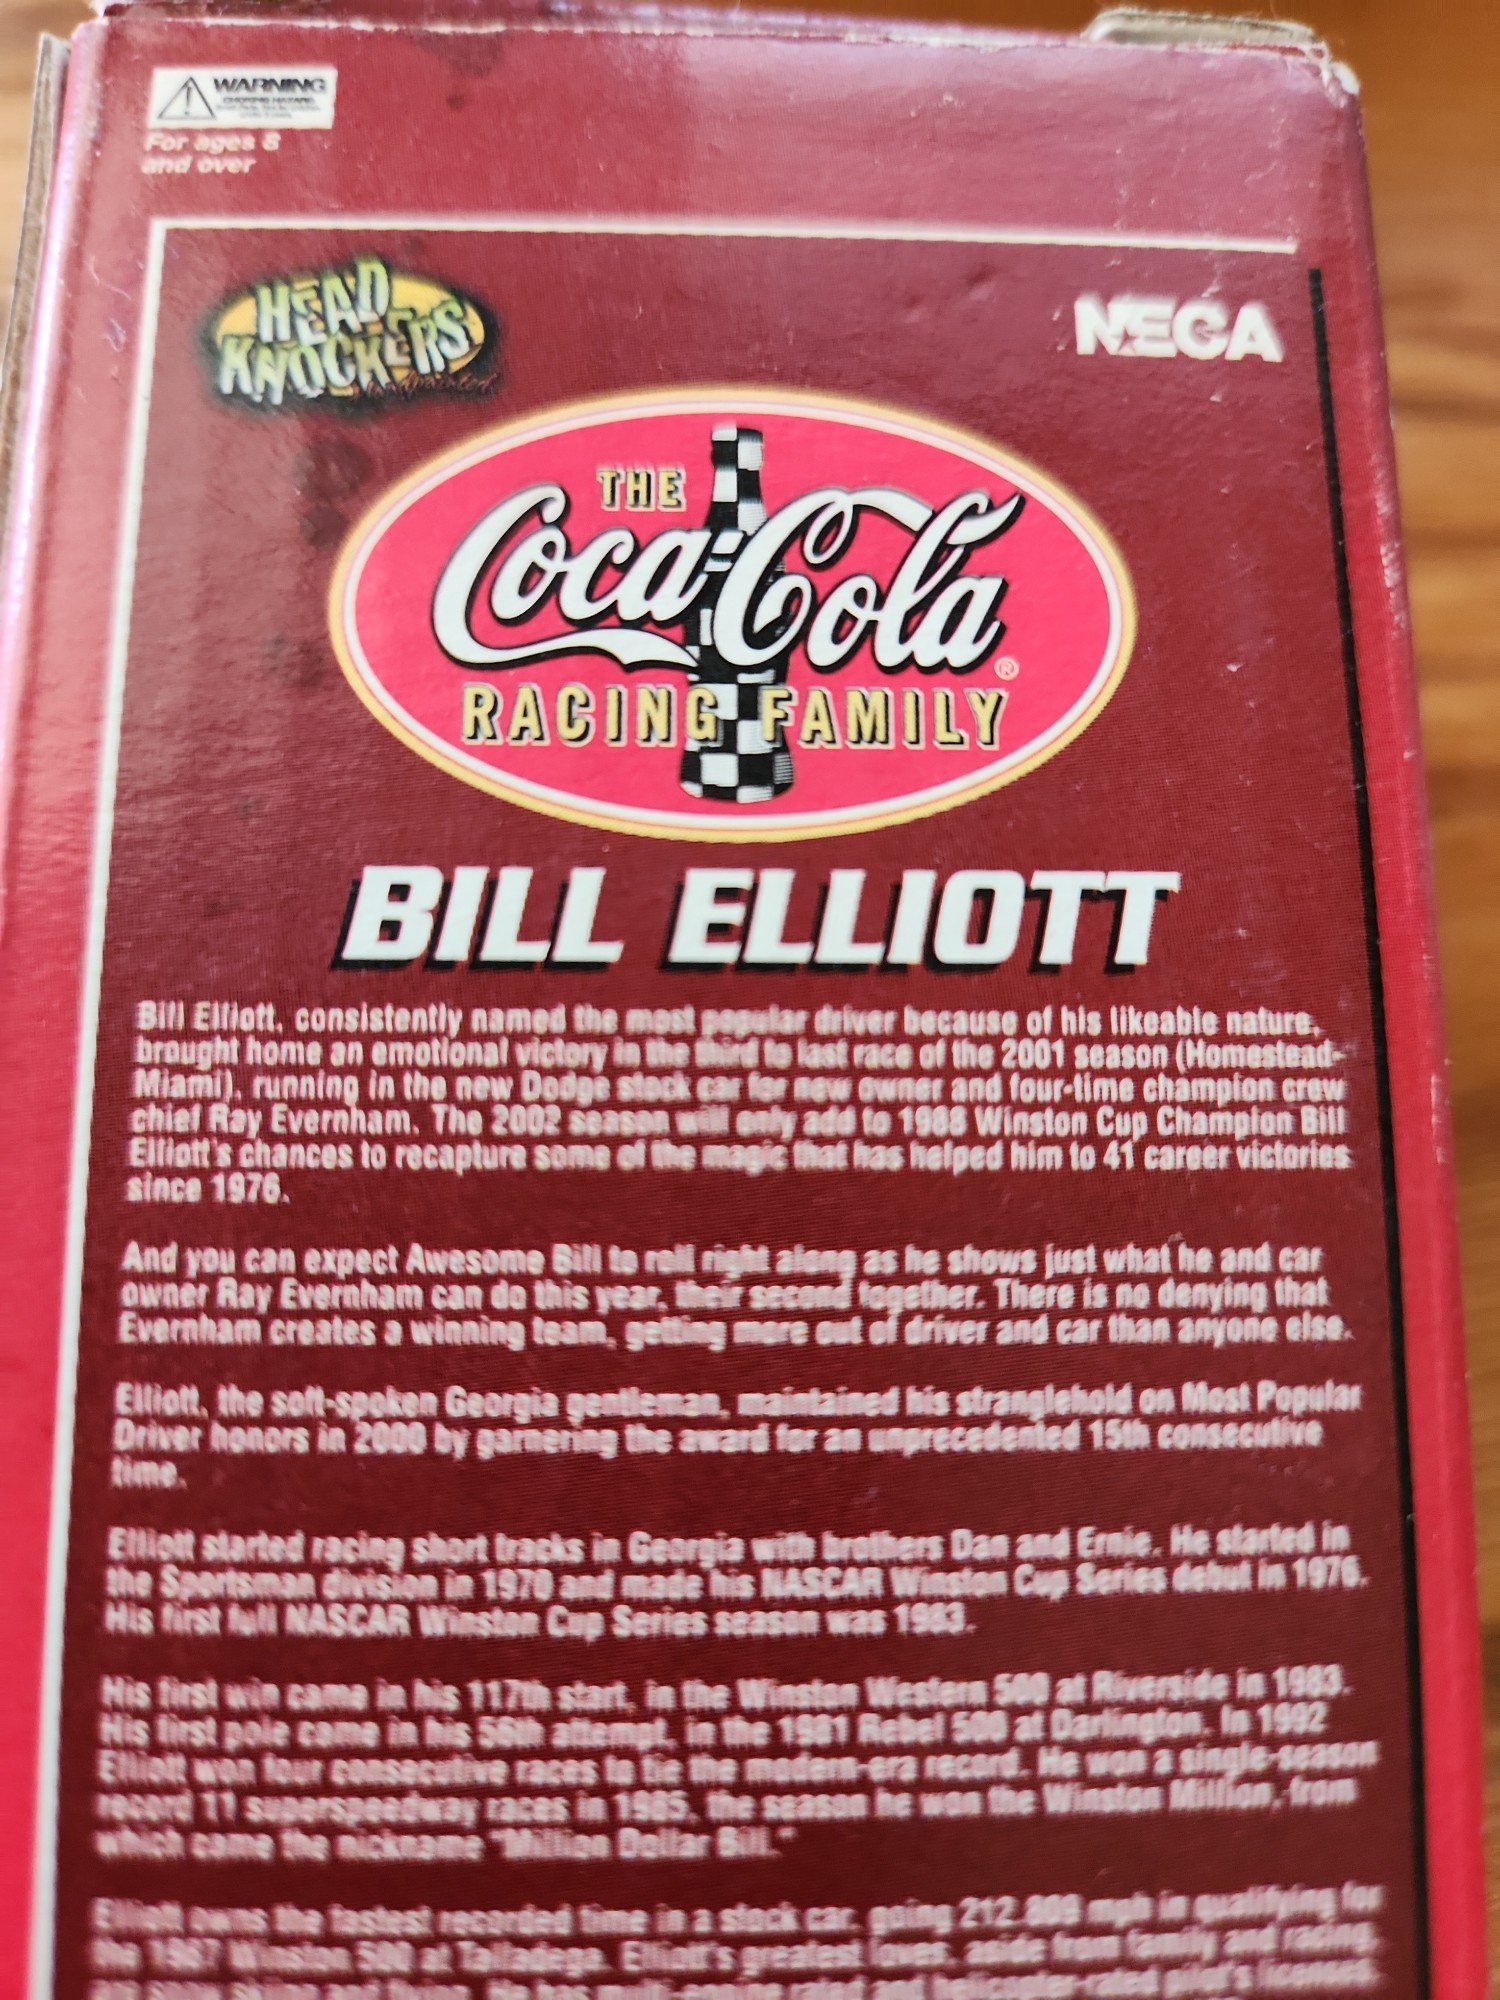 WARNING
CHOKING HAZARD
For ages 8
and over
HEAD
KNOCKERS
Handpainted
NECA
THE
Coca-Cola
®
RACING FAMILY
BILL ELLIOTT
Bill Elliott, consistently named the most popular driver because of his likeable nature,
brought home an emotional victory in the third to last race of the 2001 season (Homestead-
Miami), running in the new Dodge stock car for new owner and four-time champion crew
chief Ray Evernham. The 2002 season will only add to 1988 Winston Cup Champion Bill
Elliott's chances to recapture some of the magic that has helped him to 41 career victories
since 1976.
And you can expect Awesome Bill to roll right along as he shows just what he and car
owner Ray Evernham can do this year, their second together. There is no denying that
Evernham creates a winning team, getting more out of driver and car than anyone else.
Elliott, the soft-spoken Georgia gentleman, maintained his stranglehold on Most Popular
Driver honors in 2000 by garnering the award for an unprecedented 15th consecutive
time.
Elliott started racing short tracks in Georgia with brothers Dan and Ernie. He started in
the Sportsman division in 1970 and made his NASCAR Winston Cup Series debut in 1976.
His first full NASCAR Winston Cup Series season was 1983.
His first win came in his 117th start, in the Winston Western 500 at Riverside in 1983.
His first pole came in his 56th attempt, in the 1981 Rebel 500 at Darlington. In 1992
Elliott won four consecutive races to tie the modern-era record. He won a single-season
record 11 superspeedway races in 1985, the season he won the Winston Million, from
which came the nickname "Million Dollar Bill."
Elliott owns the fastest recorded time in a stock car, going 212.809 mph in qualifying for
the 1987 Winston 500 at Talladega. Elliott's greatest loves, aside from family and racing,
and helicopter-rated pilot's licenses.